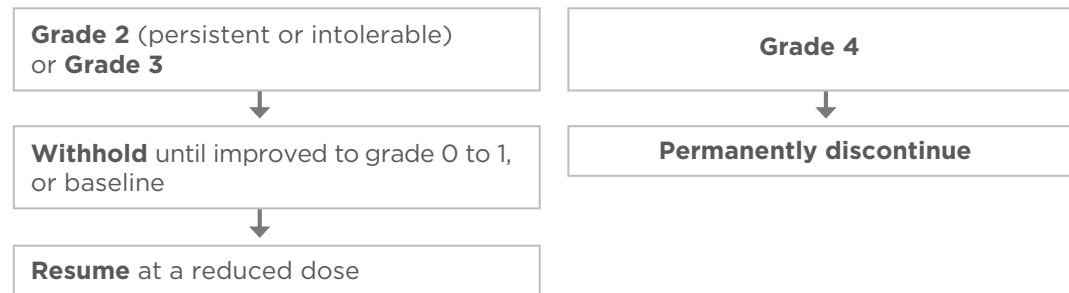 Grade 2 (persistent or intolerable)
or Grade 3
Withhold until improved to grade 0 to 1,
or baseline
Resume at a reduced dose
Grade 4
Permanently discontinue